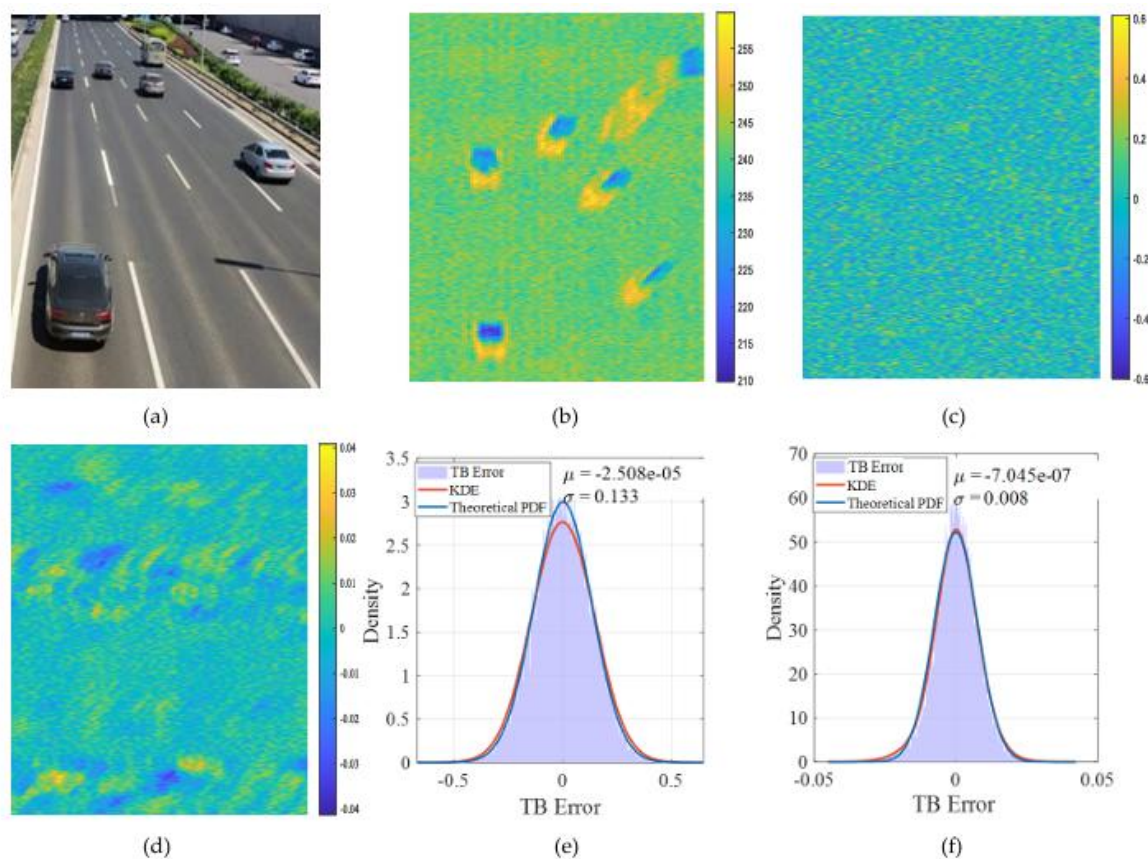 255
250
245
240
235
230
225
220
215
210
0.6
0.4
0.2
0
-0.2
-0.4
-0.6
(a)
(b)
(c)
0.04
0.03
0.02
0.01
0
-0.01
-0.02
-0.03
-0.04
3.5
3
2.5
2
1.5
1
0.5
0
Density
TB Error
KDE
Theoretical PDF
μ = -2.508e-05
σ = 0.133
-0.5 0 0.5
TB Error
70
60
50
40
30
20
10
0
Density
TB Error
KDE
Theoretical PDF
μ = -7.045e-07
σ = 0.008
-0.05 0 0.05
TB Error
(d)
(e)
(f)